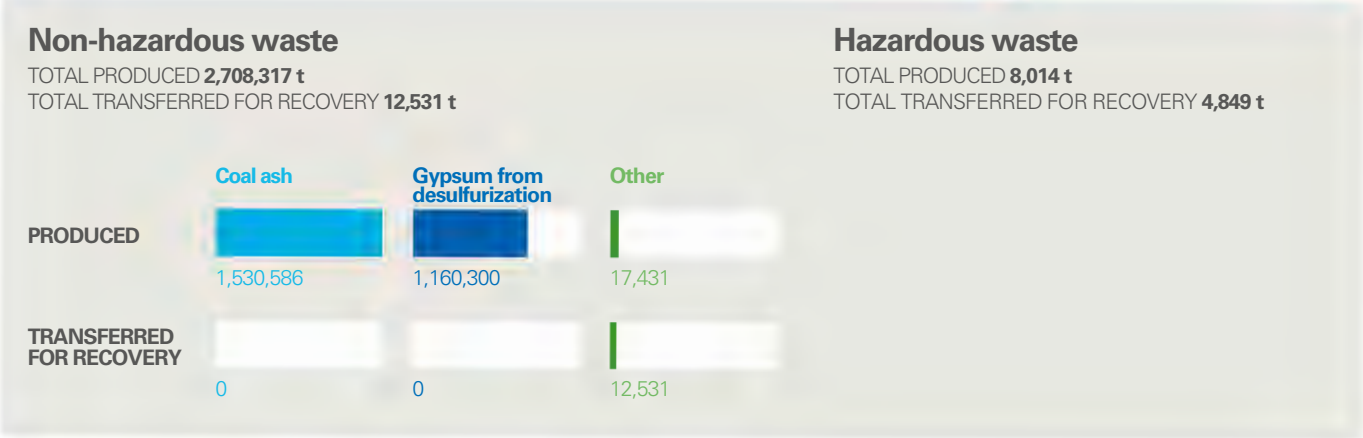 Non-hazardous waste
TOTAL PRODUCED 2,708,317 t
TOTAL TRANSFERRED FOR RECOVERY 12,531 t
Hazardous waste
TOTAL PRODUCED 8,014 t
TOTAL TRANSFERRED FOR RECOVERY 4,849 t
Coal ash
Gypsum from
desulfurization
Other
PRODUCED
1,530,586
1,160,300
17,431
TRANSFERRED
FOR RECOVERY
0
0
12,531